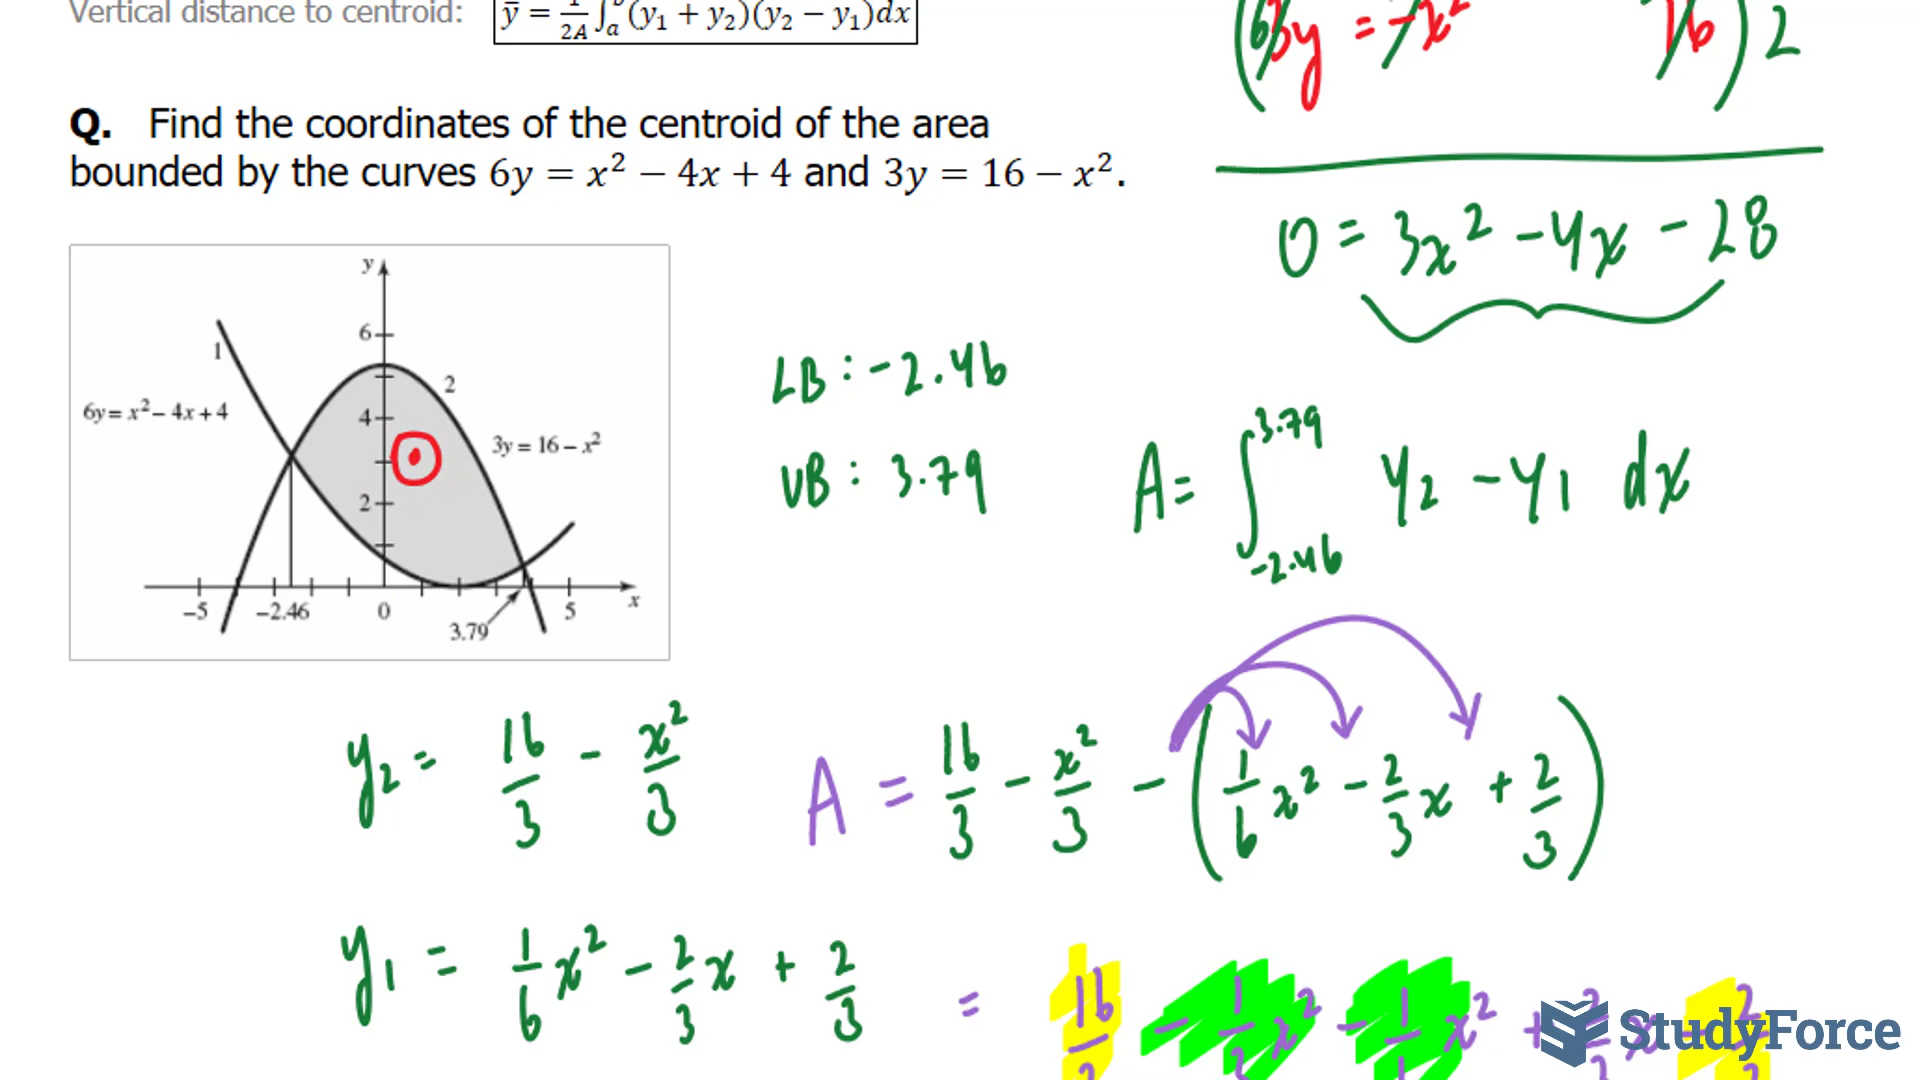 Vertical distance to centroid: ȳ = 1/2A ∫ₐᵇ (y₁ + y₂)(y₂ − y₁)dx
Q. Find the coordinates of the centroid of the area
bounded by the curves 6y = x² − 4x + 4 and 3y = 16 − x².
y
6
1
2
6y = x² − 4x + 4
4
3y = 16 − x²
2
−5 −2.46 0 5 x
3.79
2
0 = 3x² − 4x − 28
LB : −2.46
UB : 3.79
A = ∫₋₂.₄₆^3.79 y₂ − y₁ dx
y₂ = 16/3 − x²/3
A = 16/3 − x²/3 − (1/6 x² − 2/3 x + 2/3)
y₁ = 1/6 x² − 2/3 x + 2/3
StudyForce